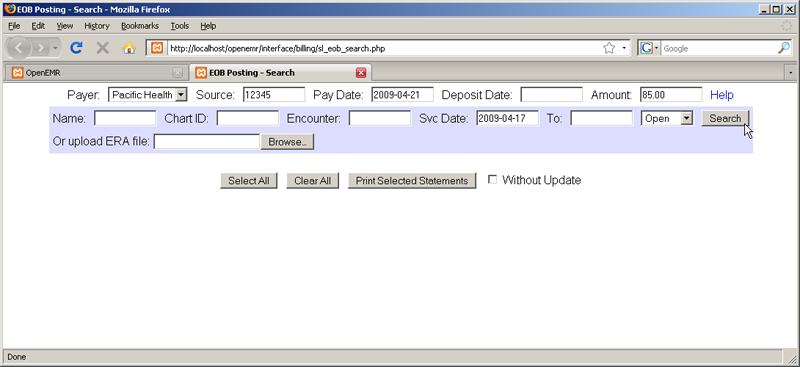 EOB Posting - Search - Mozilla Firefox
File Edit View History Bookmarks Tools Help
http://localhost/openemr/interface/billing/sl_eob_search.php Google
OpenEMR EOB Posting - Search
Payer: Pacific Health Source: 12345 Pay Date: 2009-04-21 Deposit Date: Amount: 85.00 Help
Name: Chart ID: Encounter: Svc Date: 2009-04-17 To: Open Search
Or upload ERA file: Browse...
Select All Clear All Print Selected Statements Without Update
Done